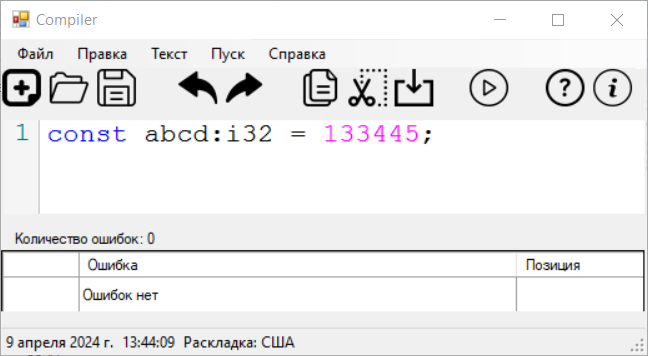 Compiler
Файл Правка Текст Пуск Справка
1 const abcd:i32 = 133445;
Количество ошибок: 0
Ошибка Позиция
Ошибок нет
9 апреля 2024 г. 13:44:09 Раскладка: США